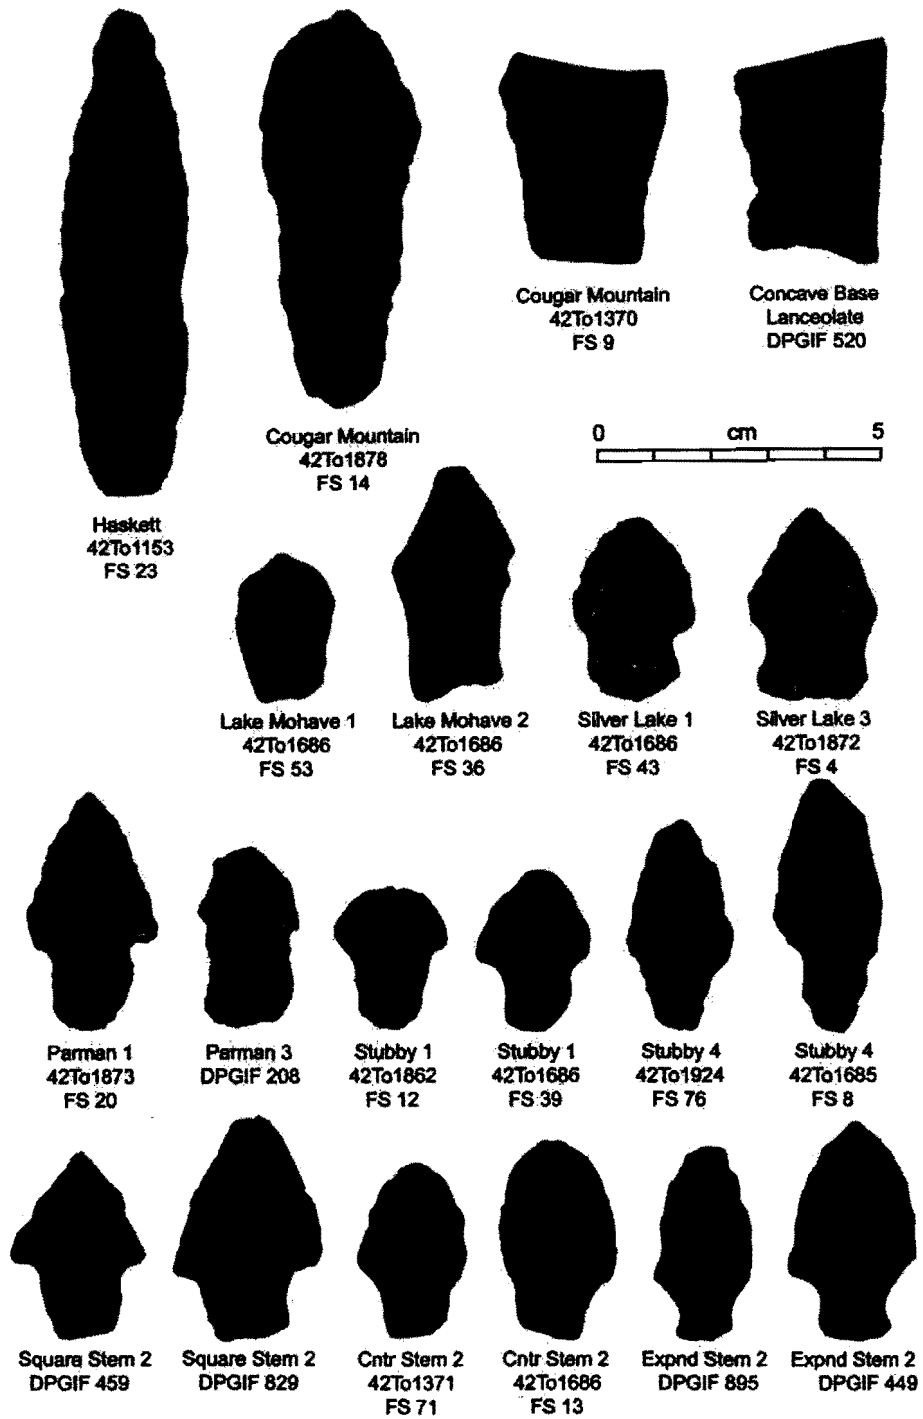 Cougar Mountain
42To1370
FS 9
Concave Base
Lanceolate
DPGIF 520
0 cm 5
Cougar Mountain
42To1878
FS 14
Haskett
42To1153
FS 23
Lake Mohave 1
42To1686
FS 53
Lake Mohave 2
42To1686
FS 36
Silver Lake 1
42To1686
FS 43
Silver Lake 3
42To1872
FS 4
Parman 1
42To1873
FS 20
Parman 3
DPGIF 208
Stubby 1
42To1862
FS 12
Stubby 1
42To1686
FS 39
Stubby 4
42To1924
FS 76
Stubby 4
42To1685
FS 8
Square Stem 2
DPGIF 459
Square Stem 2
DPGIF 829
Cntr Stem 2
42To1371
FS 71
Cntr Stem 2
42To1686
FS 13
Expnd Stem 2
DPGIF 895
Expnd Stem 2
DPGIF 449